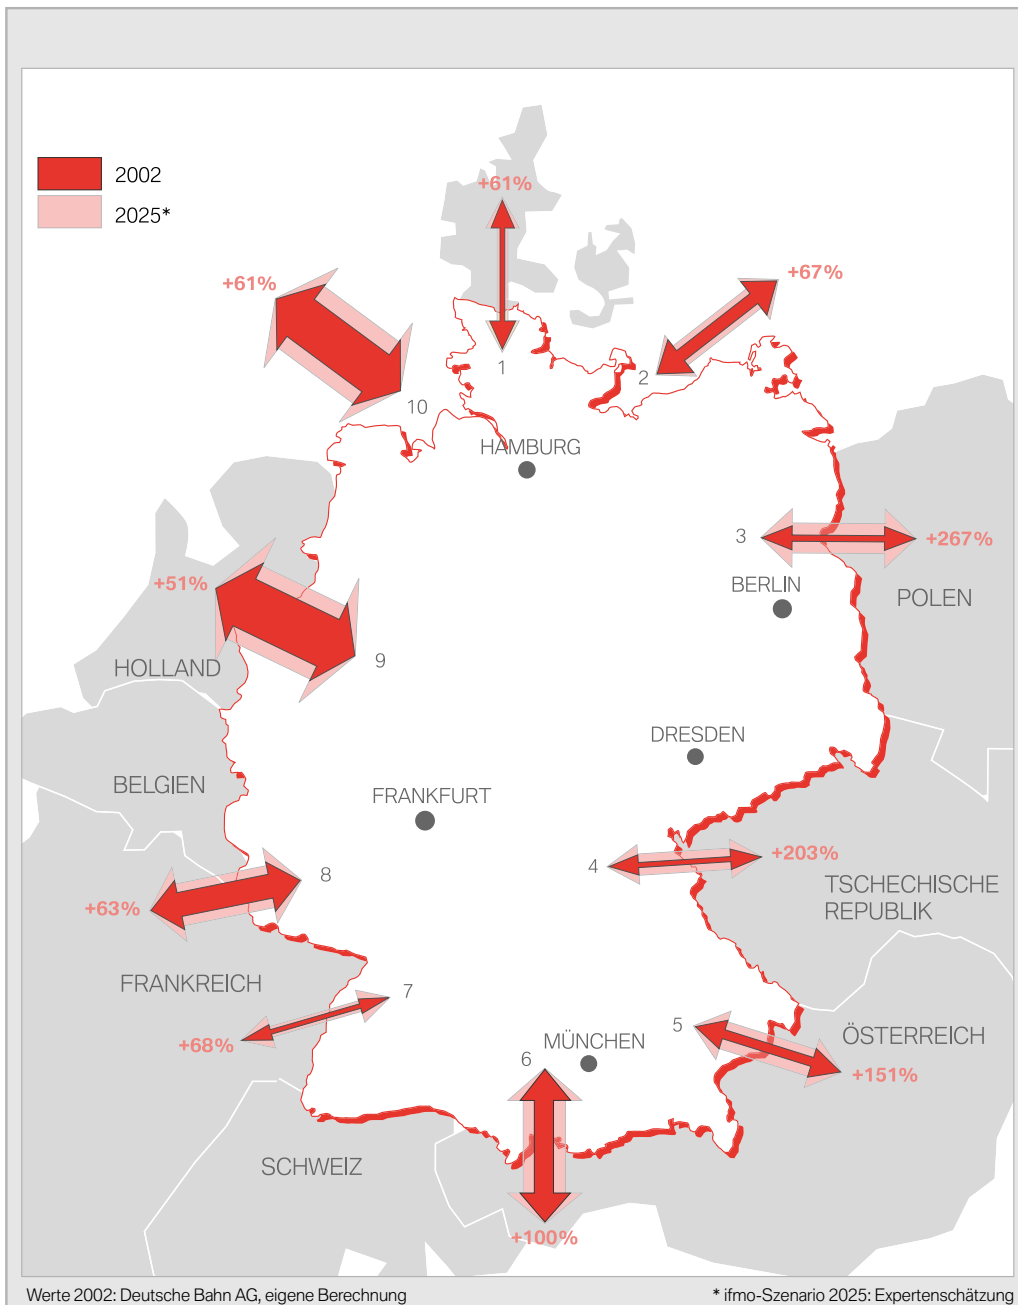 2002
2025*
+61%
+67%
+61%
1
2
10
HAMBURG
3
+267%
+51%
BERLIN
POLEN
9
HOLLAND
DRESDEN
BELGIEN
FRANKFURT
4
+203%
8
TSCHECHISCHE
REPUBLIK
+63%
FRANKREICH
7
5
ÖSTERREICH
+68%
6
MÜNCHEN
+151%
SCHWEIZ
+100%
Werte 2002: Deutsche Bahn AG, eigene Berechnung
* ifmo-Szenario 2025: Expertenschätzung